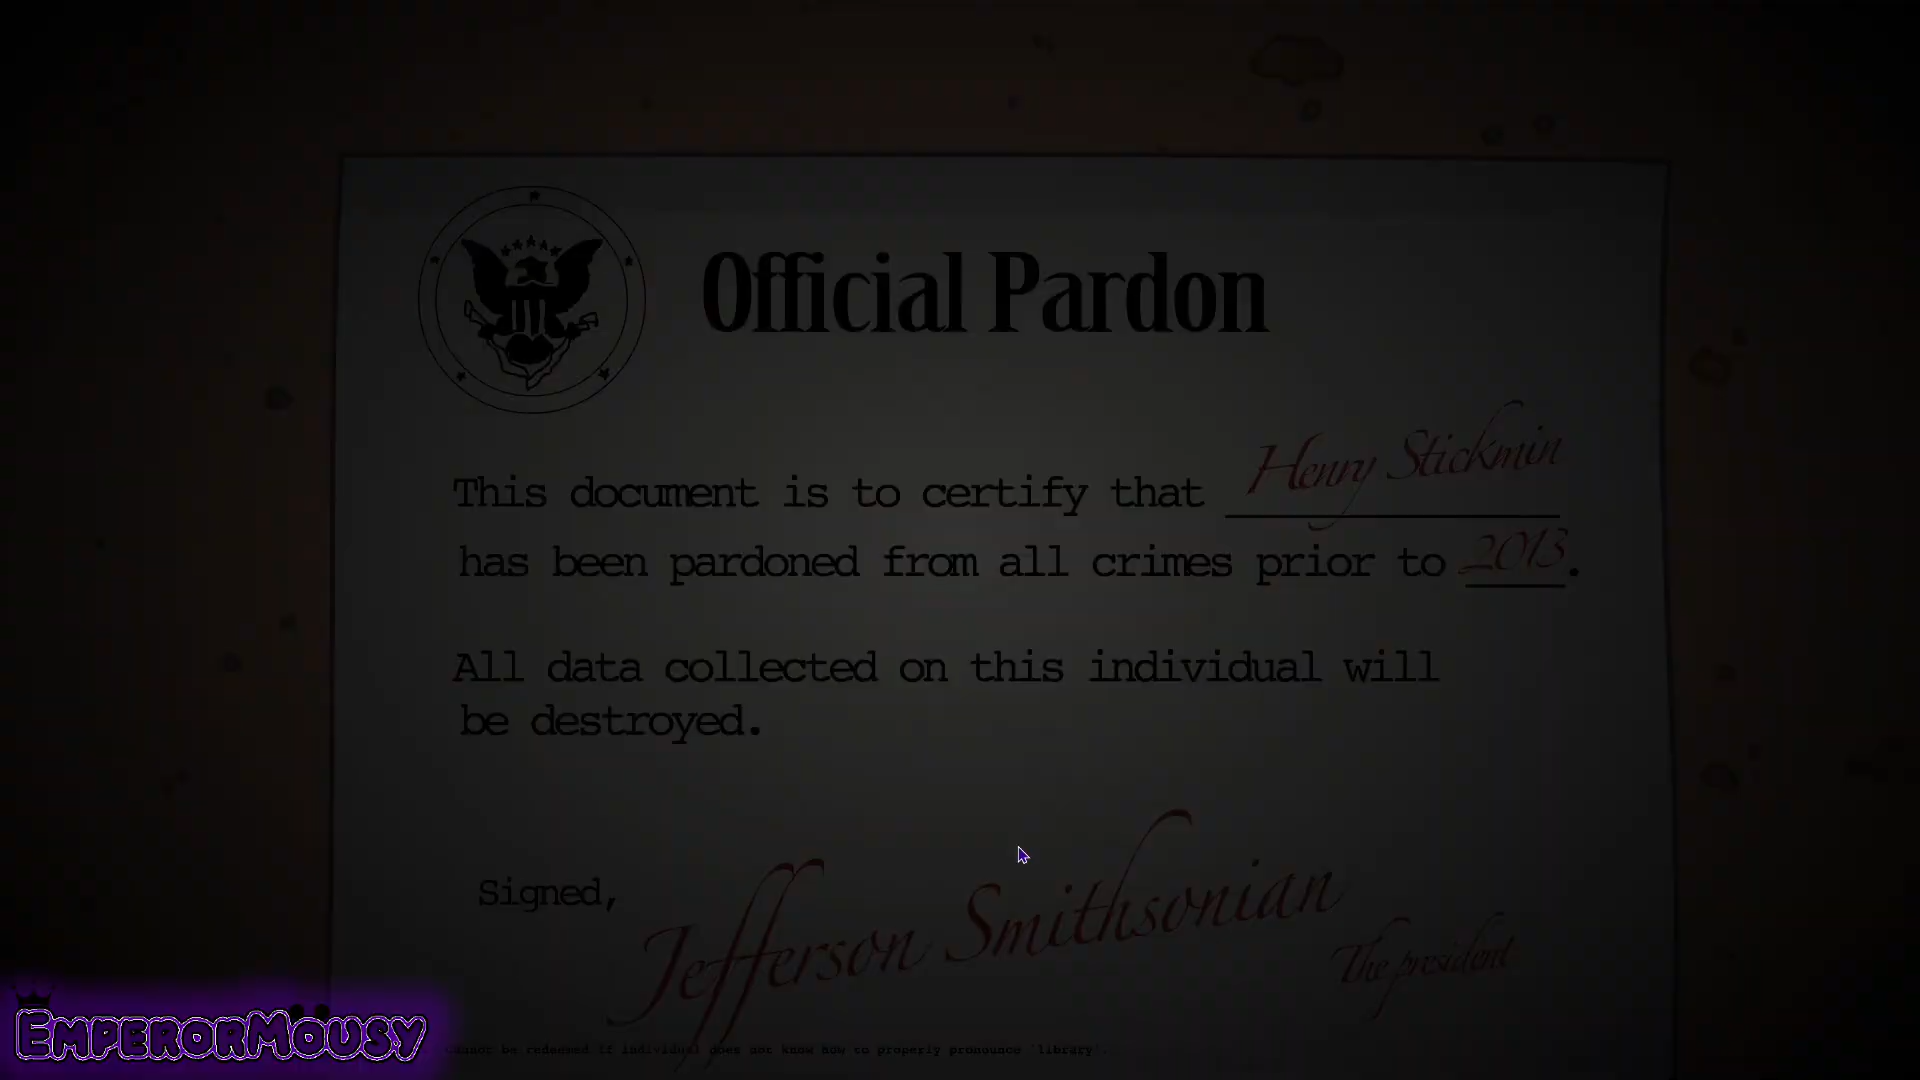 Official Pardon
This document is to certify that Henry Stickmin
has been pardoned from all crimes prior to 2013.
All data collected on this individual will
be destroyed.
Signed, Jefferson Smithsonian
The president
Cannot be redeemed if individual does not know how to properly pronounce 'library'.
EmperorMousy